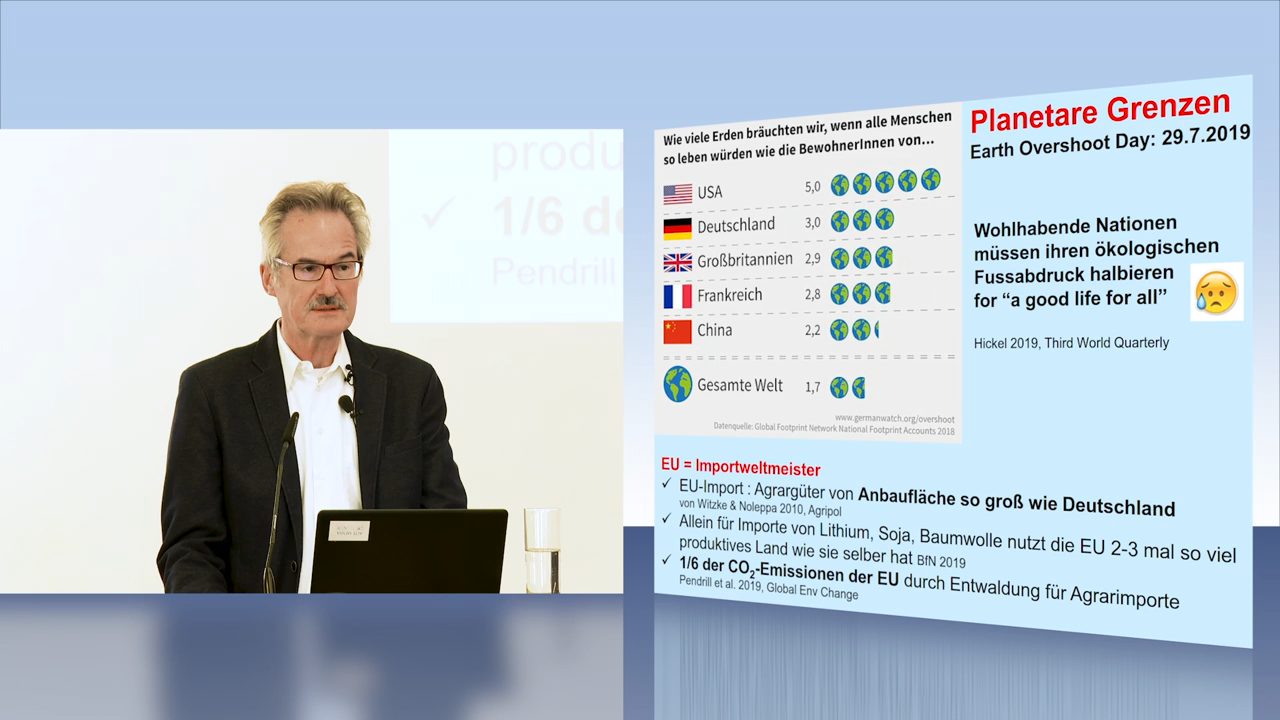 produ
1/6 de
Pendrill
Wie viele Erden bräuchten wir, wenn alle Menschen
so leben würden wie die BewohnerInnen von...
USA 5,0
Deutschland 3,0
Großbritannien 2,9
Frankreich 2,8
China 2,2
Gesamte Welt 1,7
www.germanwatch.org/overshoot
Datenquelle: Global Footprint Network National Footprint Accounts 2018
Planetare Grenzen
Earth Overshoot Day: 29.7.2019
Wohlhabende Nationen
müssen ihren ökologischen
Fussabdruck halbieren
for “a good life for all”
Hickel 2019, Third World Quarterly
EU = Importweltmeister
✓ EU-Import : Agrargüter von Anbaufläche so groß wie Deutschland
von Witzke & Noleppa 2010, Agripol
✓ Allein für Importe von Lithium, Soja, Baumwolle nutzt die EU 2-3 mal so viel
produktives Land wie sie selber hat BfN 2019
✓ 1/6 der CO₂-Emissionen der EU durch Entwaldung für Agrarimporte
Pendrill et al. 2019, Global Env Change